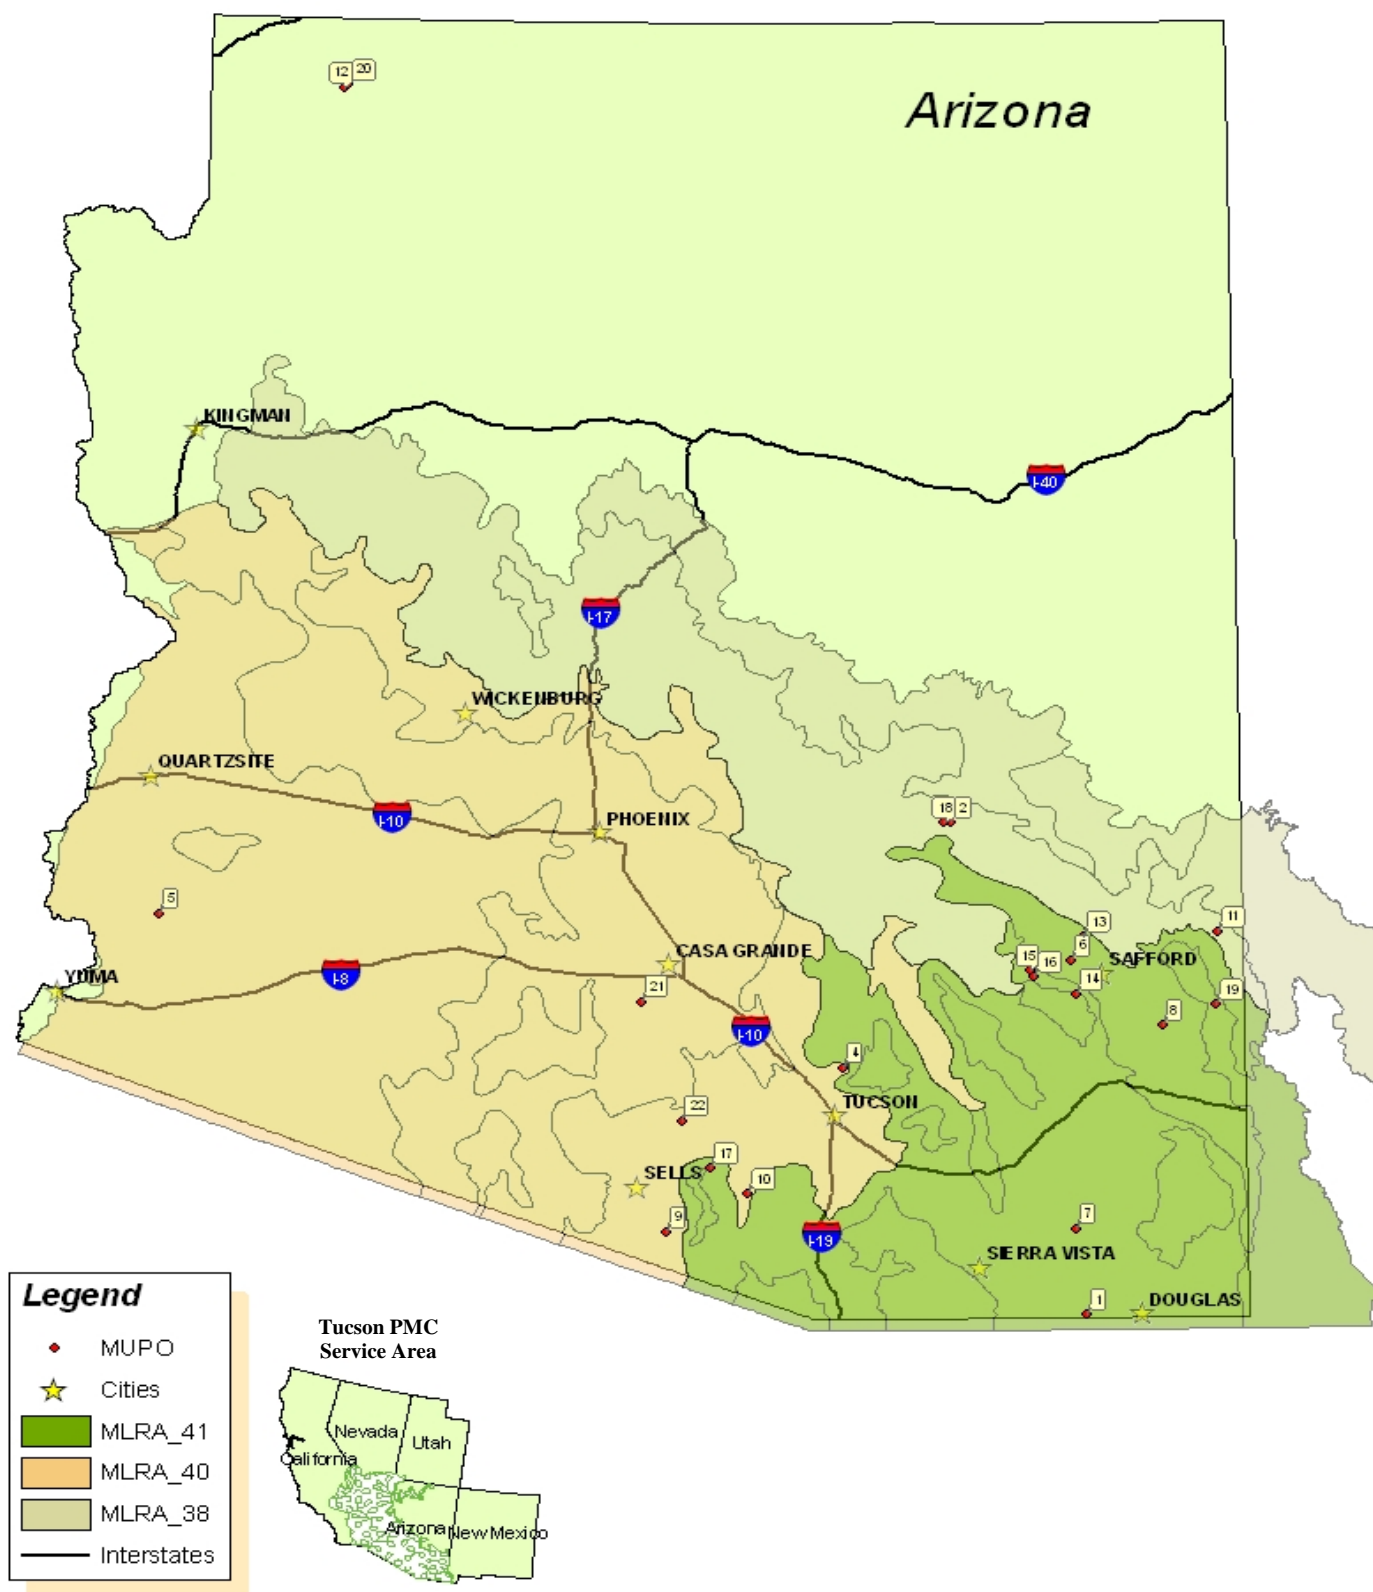 12 20
Arizona
KINGMAN
I-40
I-17
WICKENBURG
QUARTZSITE
I-10
PHOENIX
18 2
5
13
11
CASA GRANDE
6
15 16
SAFFORD
YUMA
I-8
14
21
19
8
I-10
4
TUCSON
22
17
SELLS
10
9
7
I-19
SIERRA VISTA
1
DOUGLAS
Legend
MUPO
Cities
MLRA_41
MLRA_40
MLRA_38
Interstates
Tucson PMC
Service Area
Nevada
Utah
California
Arizona
New Mexico